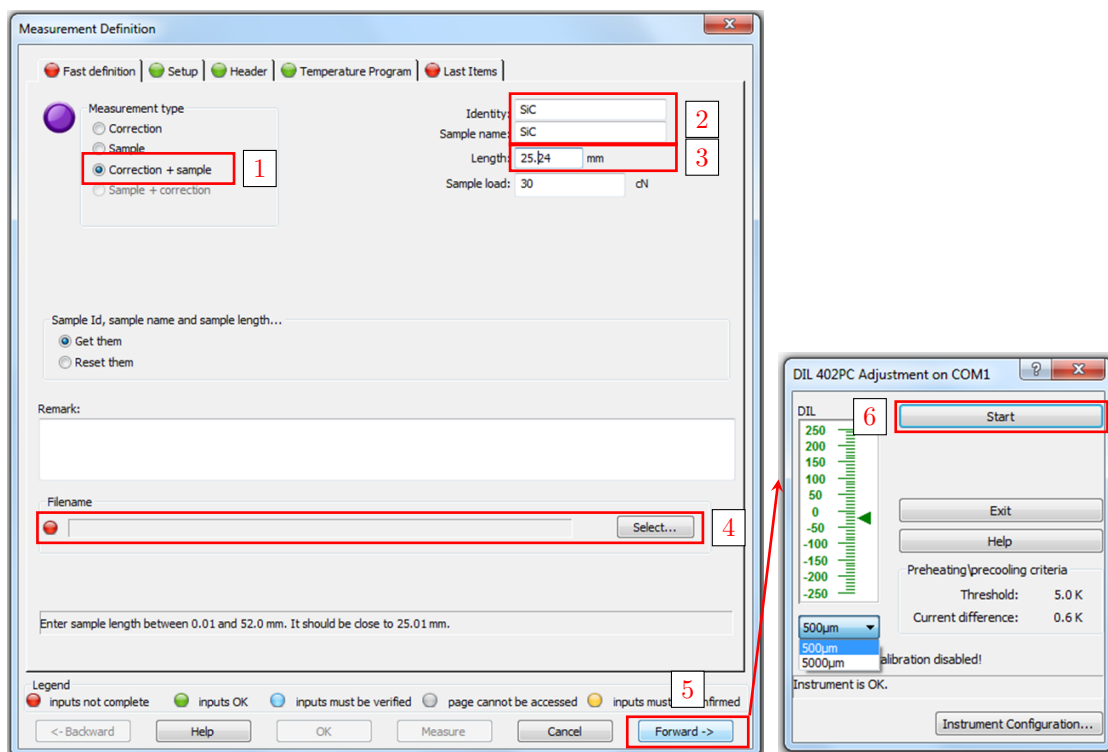 Measurement Definition
Fast definition Setup Header Temperature Program Last Items
Measurement type
Correction
Sample
Correction + sample
Sample + correction
1
Identity: SiC
Sample name: SiC
2
Length: 25.24 mm
3
Sample load: 30 cN
Sample Id, sample name and sample length...
Get them
Reset them
Remark:
Filename
Select...
4
Enter sample length between 0.01 and 52.0 mm. It should be close to 25.01 mm.
Legend
inputs not complete inputs OK inputs must be verified page cannot be accessed inputs must
5
<- Backward Help OK Measure Cancel Forward ->
DIL 402PC Adjustment on COM1
DIL
6
Start
250
200
150
100
50
0
-50
-100
-150
-200
-250
Exit
Help
Preheating\precooling criteria
Threshold: 5.0 K
Current difference: 0.6 K
500µm
500µm
5000µm
disabled!
Instrument is OK.
Instrument Configuration...